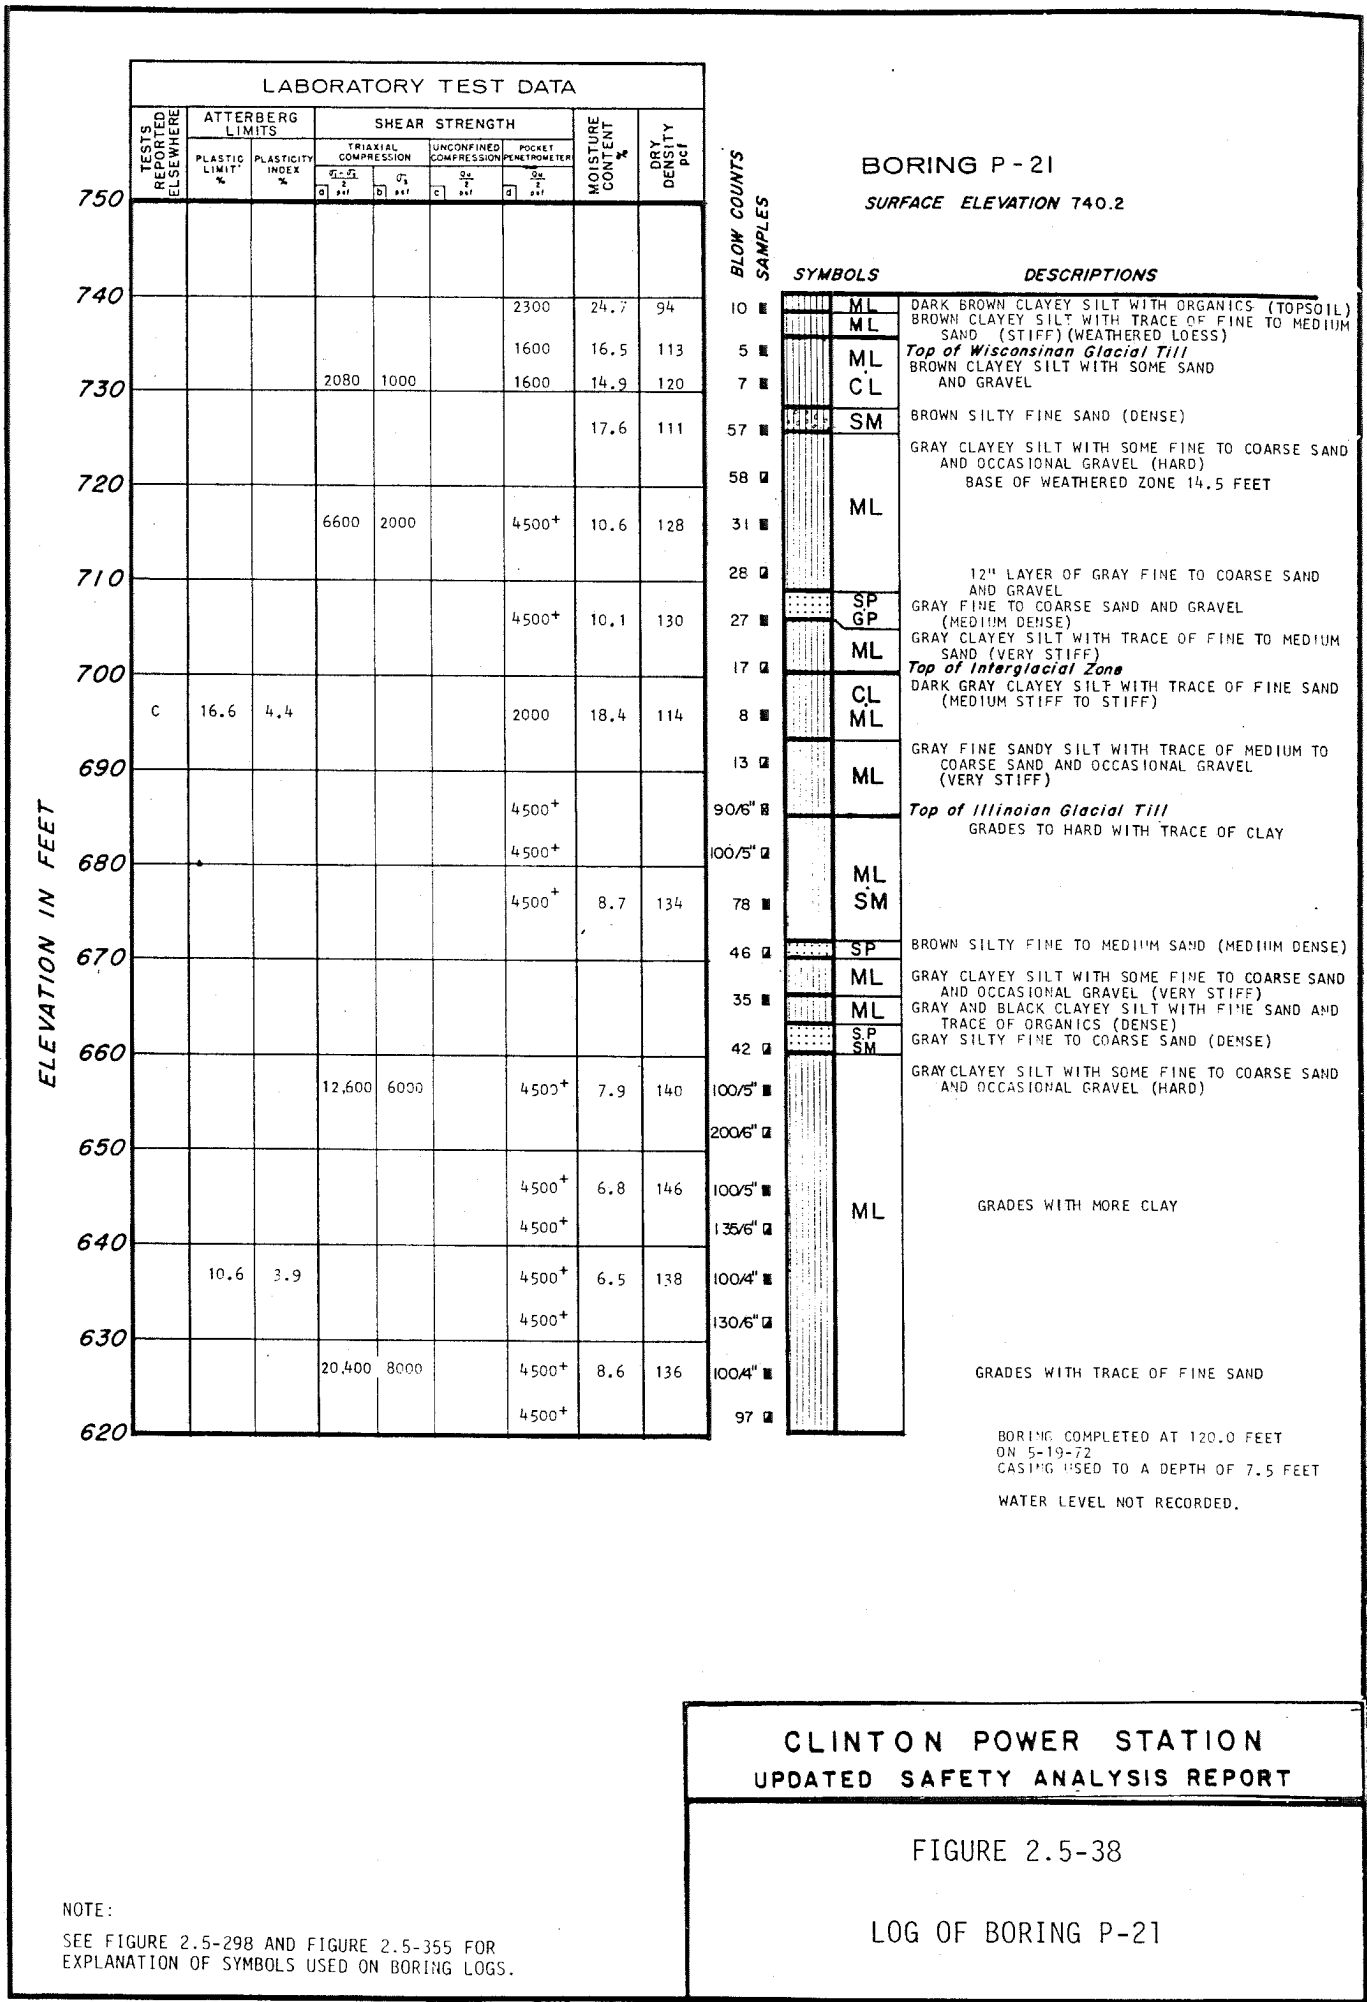 LABORATORY TEST DATA
TESTS REPORTED ELSEWHERE
ATTERBERG LIMITS
SHEAR STRENGTH
MOISTURE CONTENT %
DRY DENSITY pcf
PLASTIC LIMIT %
PLASTICITY INDEX %
TRIAXIAL COMPRESSION
UNCONFINED COMPRESSION
POCKET PENETROMETER
a psf
b psf
c psf
d psf
BLOW COUNTS
SAMPLES
BORING P-21
SURFACE ELEVATION 740.2
SYMBOLS
DESCRIPTIONS
ELEVATION IN FEET
750
740
2300 24.7 94 10 ML DARK BROWN CLAYEY SILT WITH ORGANICS (TOPSOIL)
ML BROWN CLAYEY SILT WITH TRACE OF FINE TO MEDIUM
SAND (STIFF) (WEATHERED LOESS)
1600 16.5 113 5 Top of Wisconsinan Glacial Till
ML BROWN CLAYEY SILT WITH SOME SAND
730 2080 1000 1600 14.9 120 7 CL AND GRAVEL
17.6 111 57 SM BROWN SILTY FINE SAND (DENSE)
GRAY CLAYEY SILT WITH SOME FINE TO COARSE SAND
AND OCCASIONAL GRAVEL (HARD)
720 58 BASE OF WEATHERED ZONE 14.5 FEET
ML
6600 2000 4500+ 10.6 128 31
710 28 12" LAYER OF GRAY FINE TO COARSE SAND
AND GRAVEL
4500+ 10.1 130 27 SP GP GRAY FINE TO COARSE SAND AND GRAVEL
(MEDIUM DENSE)
ML GRAY CLAYEY SILT WITH TRACE OF FINE TO MEDIUM
SAND (VERY STIFF)
700 17 Top of Interglacial Zone
CL DARK GRAY CLAYEY SILT WITH TRACE OF FINE SAND
ML (MEDIUM STIFF TO STIFF)
C 16.6 4.4 2000 18.4 114 8
GRAY FINE SANDY SILT WITH TRACE OF MEDIUM TO
690 13 ML COARSE SAND AND OCCASIONAL GRAVEL
(VERY STIFF)
4500+ 90/6" Top of Illinoian Glacial Till
GRADES TO HARD WITH TRACE OF CLAY
680 4500+ 100/5" ML
4500+ 8.7 134 78 SM
670 46 SP BROWN SILTY FINE TO MEDIUM SAND (MEDIUM DENSE)
ML GRAY CLAYEY SILT WITH SOME FINE TO COARSE SAND
AND OCCASIONAL GRAVEL (VERY STIFF)
35 ML GRAY AND BLACK CLAYEY SILT WITH FINE SAND AND
TRACE OF ORGANICS (DENSE)
660 42 SP SM GRAY SILTY FINE TO COARSE SAND (DENSE)
GRAY CLAYEY SILT WITH SOME FINE TO COARSE SAND
12,600 6000 4500+ 7.9 140 100/5" AND OCCASIONAL GRAVEL (HARD)
650 200/6"
4500+ 6.8 146 100/5"
ML GRADES WITH MORE CLAY
640 4500+ 135/6"
10.6 3.9 4500+ 6.5 138 100/4"
630 4500+ 130/6"
20,400 8000 4500+ 8.6 136 100/4" GRADES WITH TRACE OF FINE SAND
620 4500+ 97
BORING COMPLETED AT 120.0 FEET
ON 5-19-72
CASING USED TO A DEPTH OF 7.5 FEET
WATER LEVEL NOT RECORDED.
CLINTON POWER STATION
UPDATED SAFETY ANALYSIS REPORT
FIGURE 2.5-38
LOG OF BORING P-21
NOTE:
SEE FIGURE 2.5-298 AND FIGURE 2.5-355 FOR
EXPLANATION OF SYMBOLS USED ON BORING LOGS.